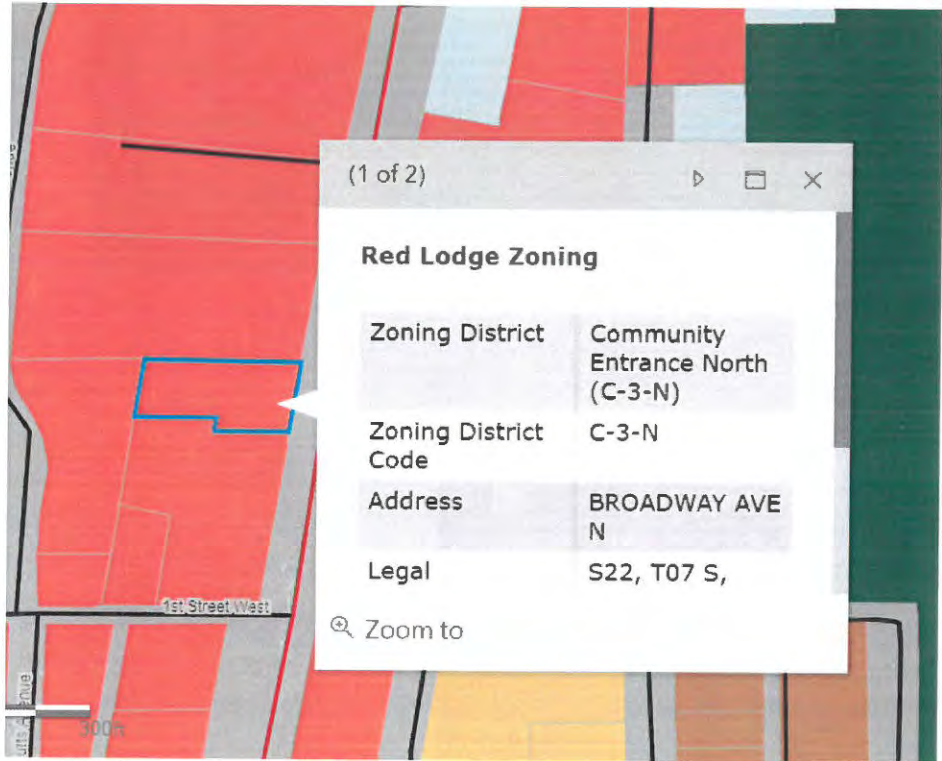 (1 of 2)
Red Lodge Zoning
Zoning District
Community
Entrance North
(C-3-N)
Zoning District
Code
C-3-N
Address
BROADWAY AVE
N
Legal
S22, T07 S,
Zoom to
1st Street West
300ft